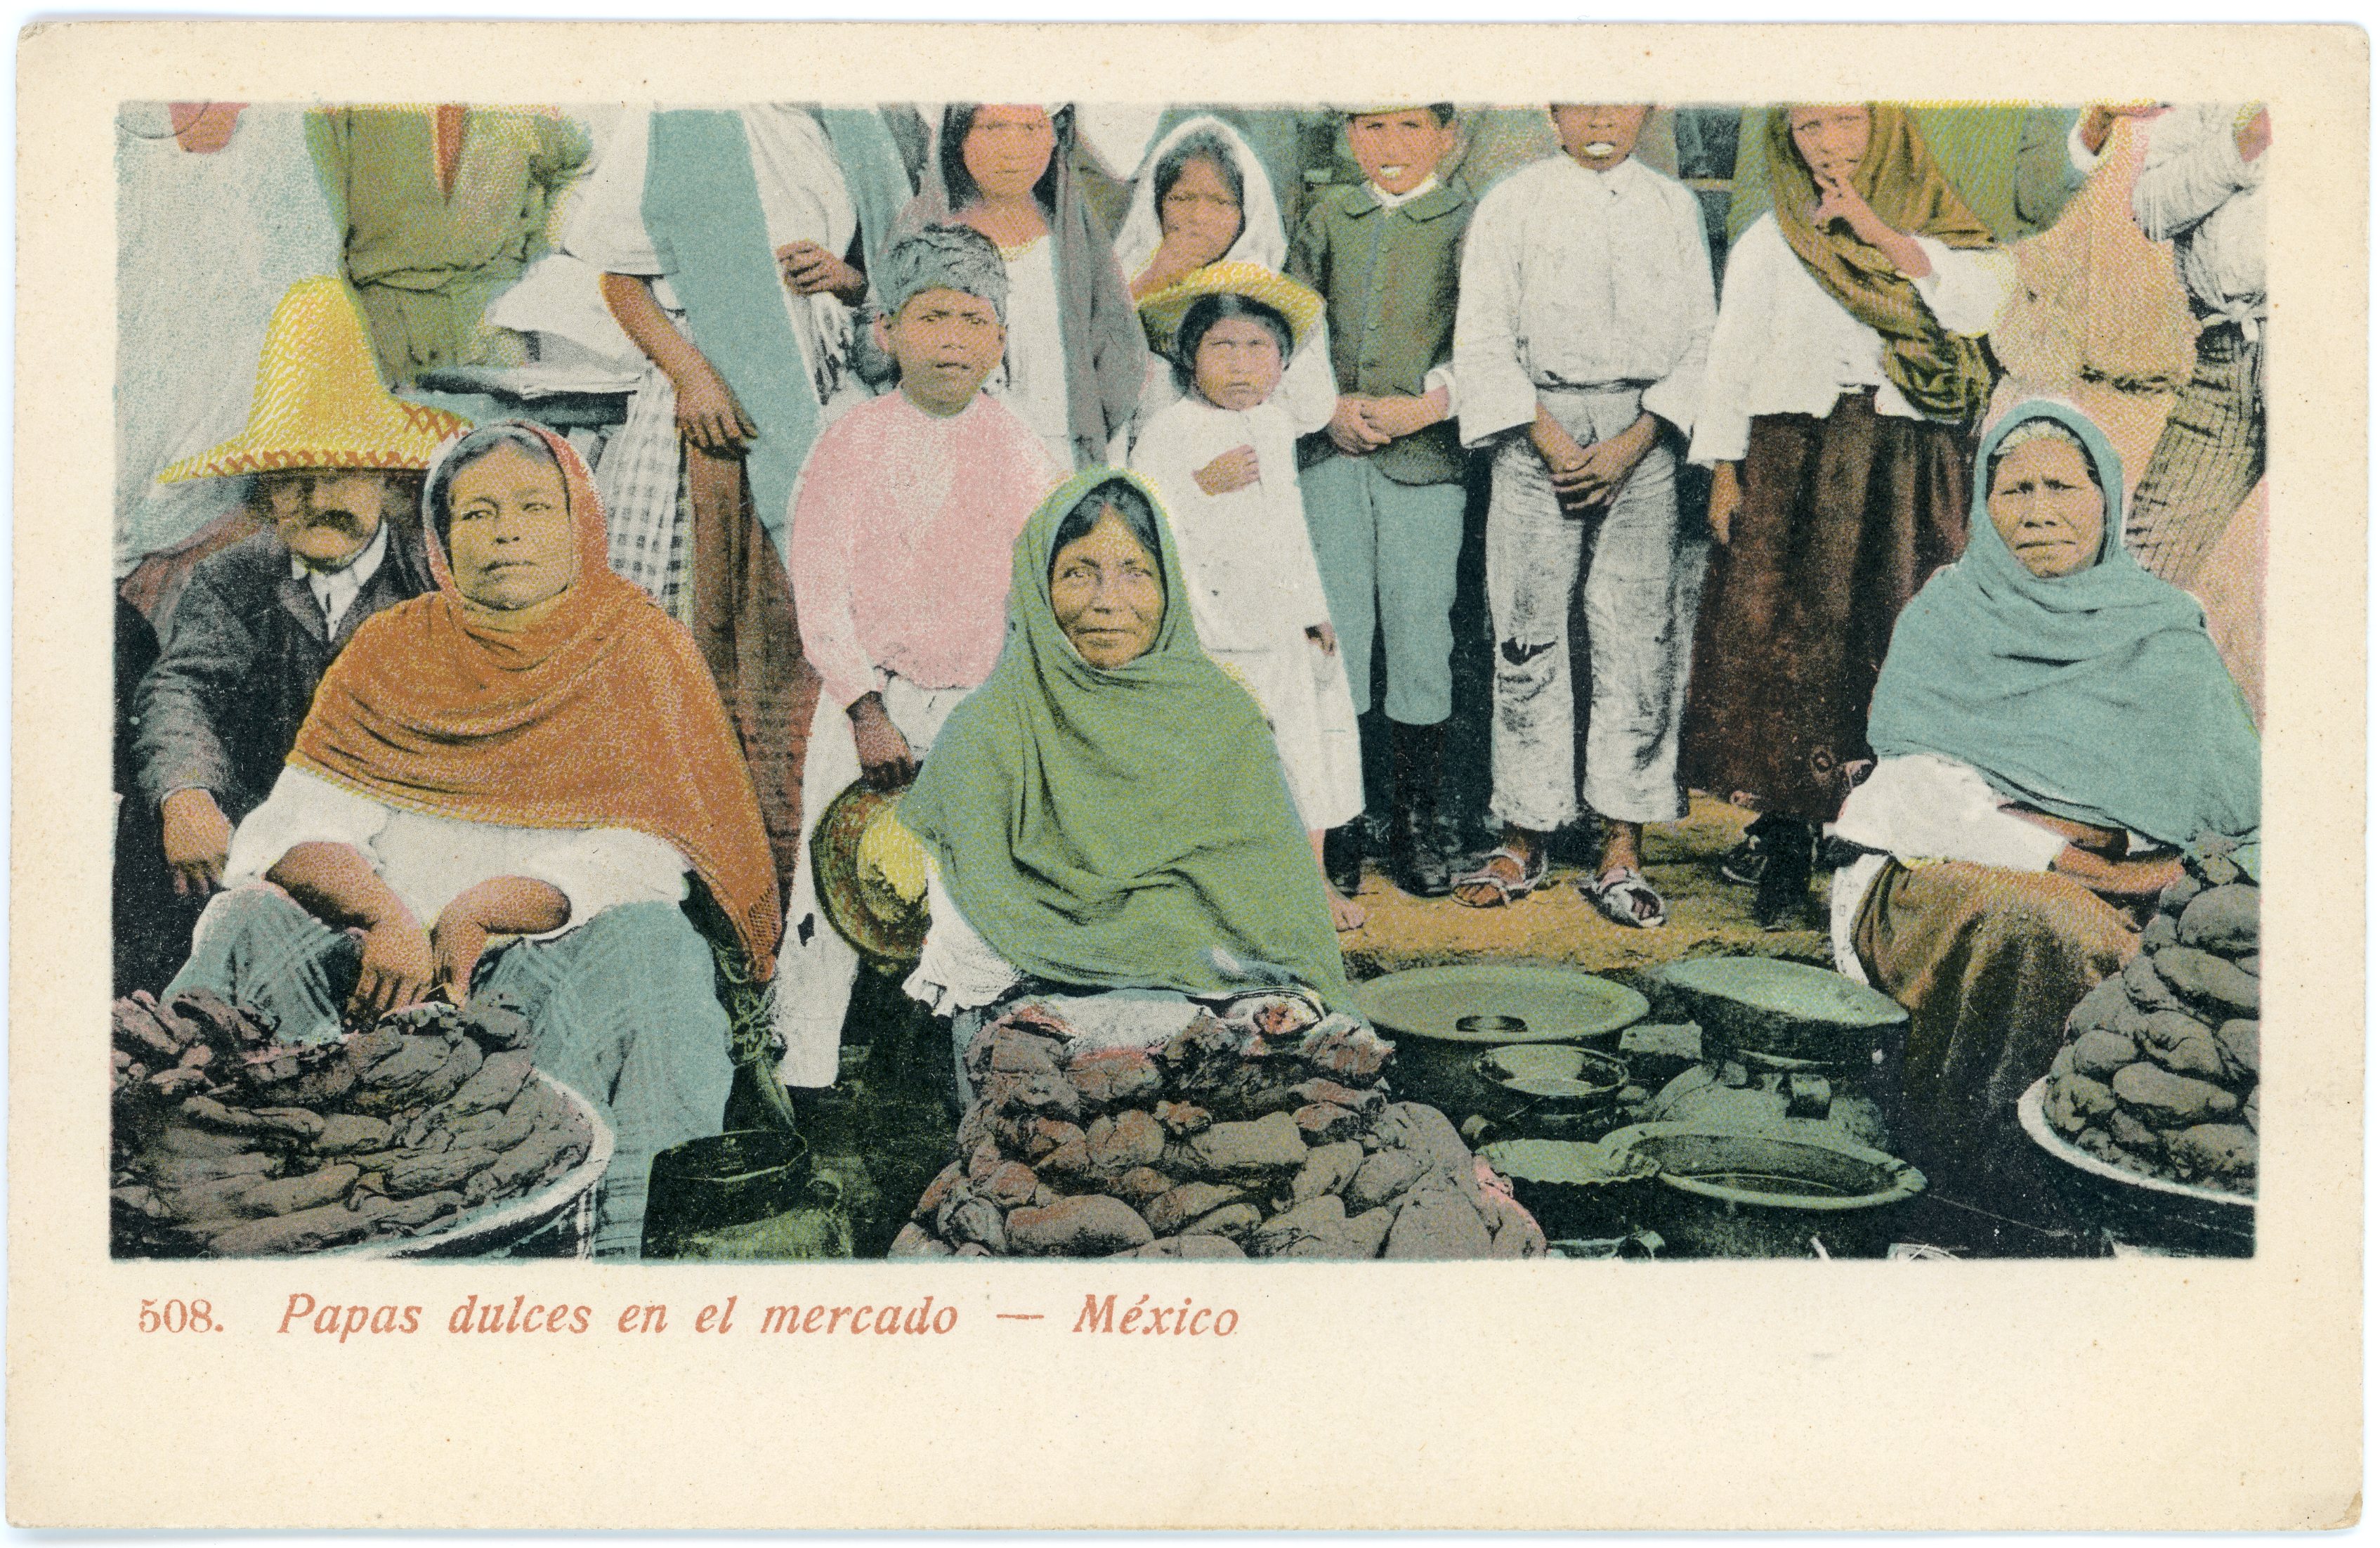 508. Papas dulces en el mercado — México